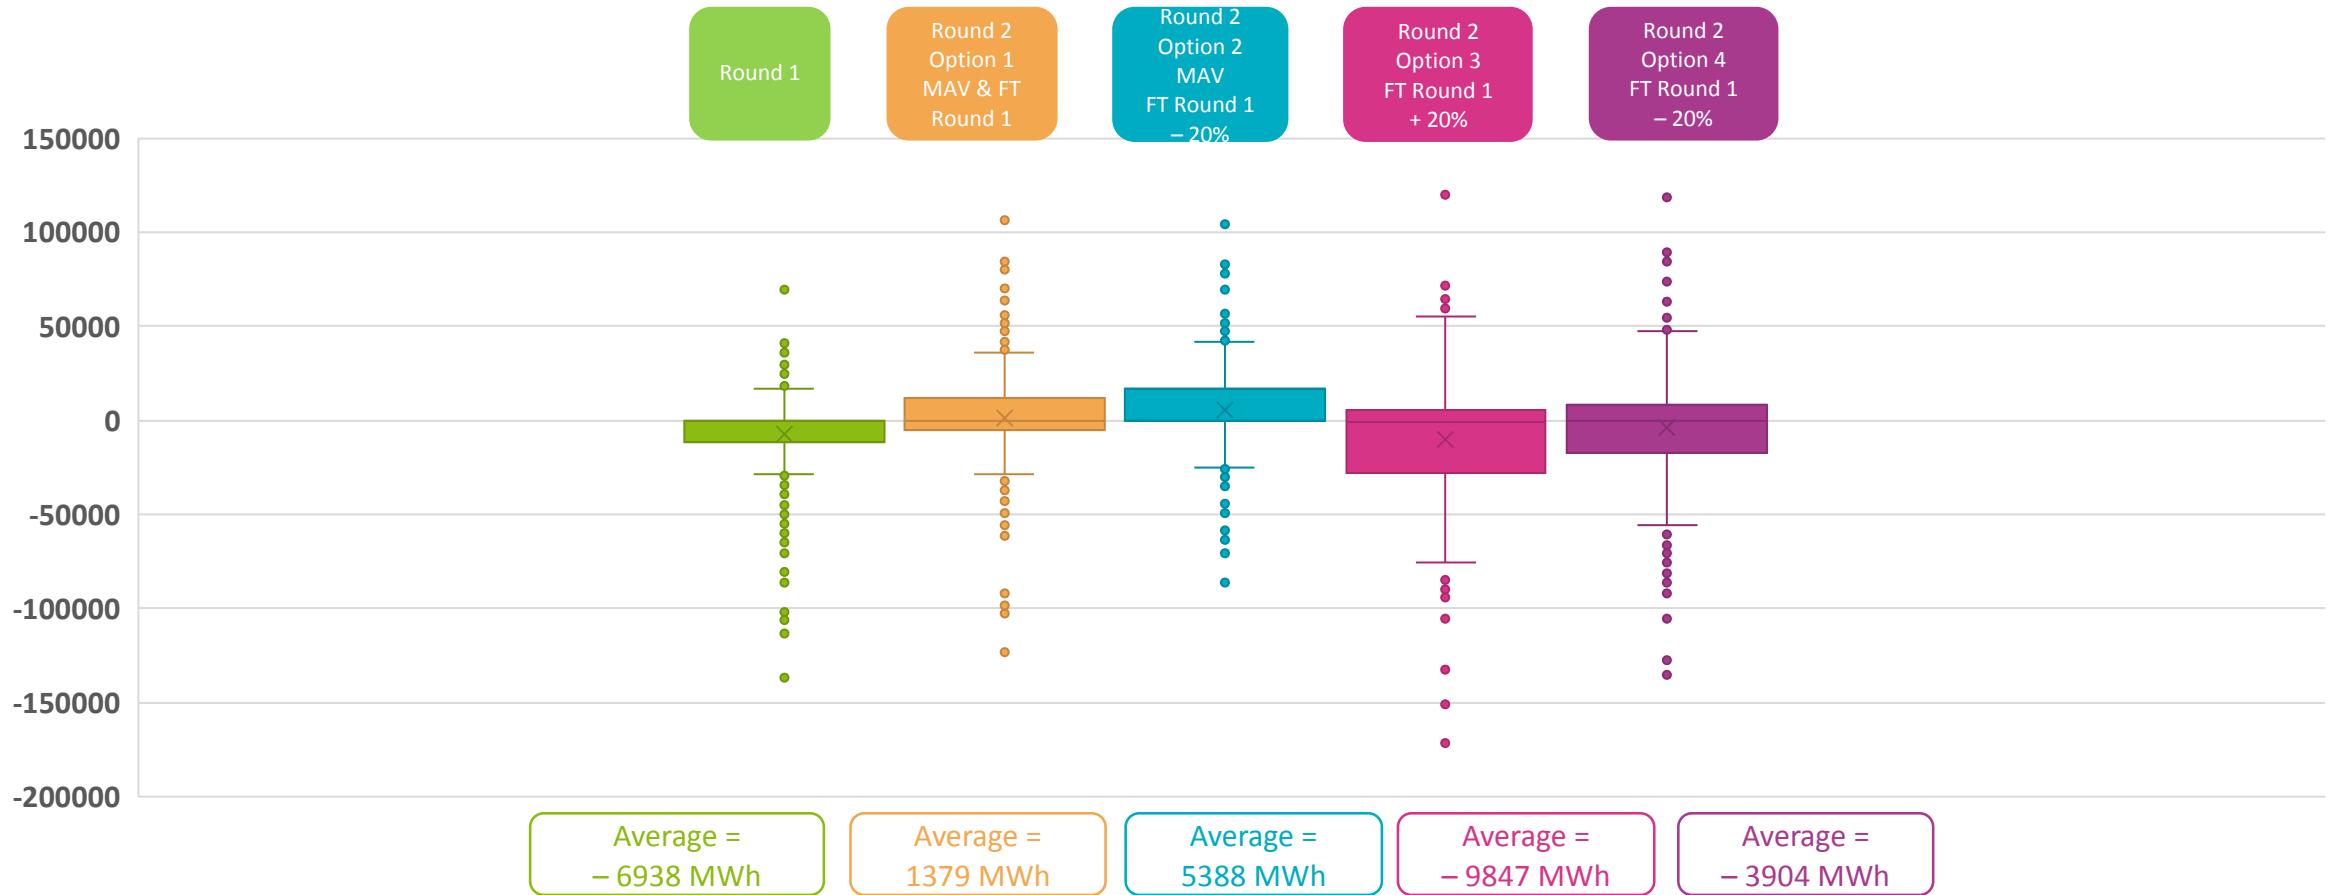 Round 1
Round 2
Option 1
MAV & FT
Round 1
Round 2
Option 2
MAV
FT Round 1
– 20%
Round 2
Option 3
FT Round 1
+ 20%
Round 2
Option 4
FT Round 1
– 20%
150000
100000
50000
0
-50000
-100000
-150000
-200000
Average =
– 6938 MWh
Average =
1379 MWh
Average =
5388 MWh
Average =
– 9847 MWh
Average =
– 3904 MWh